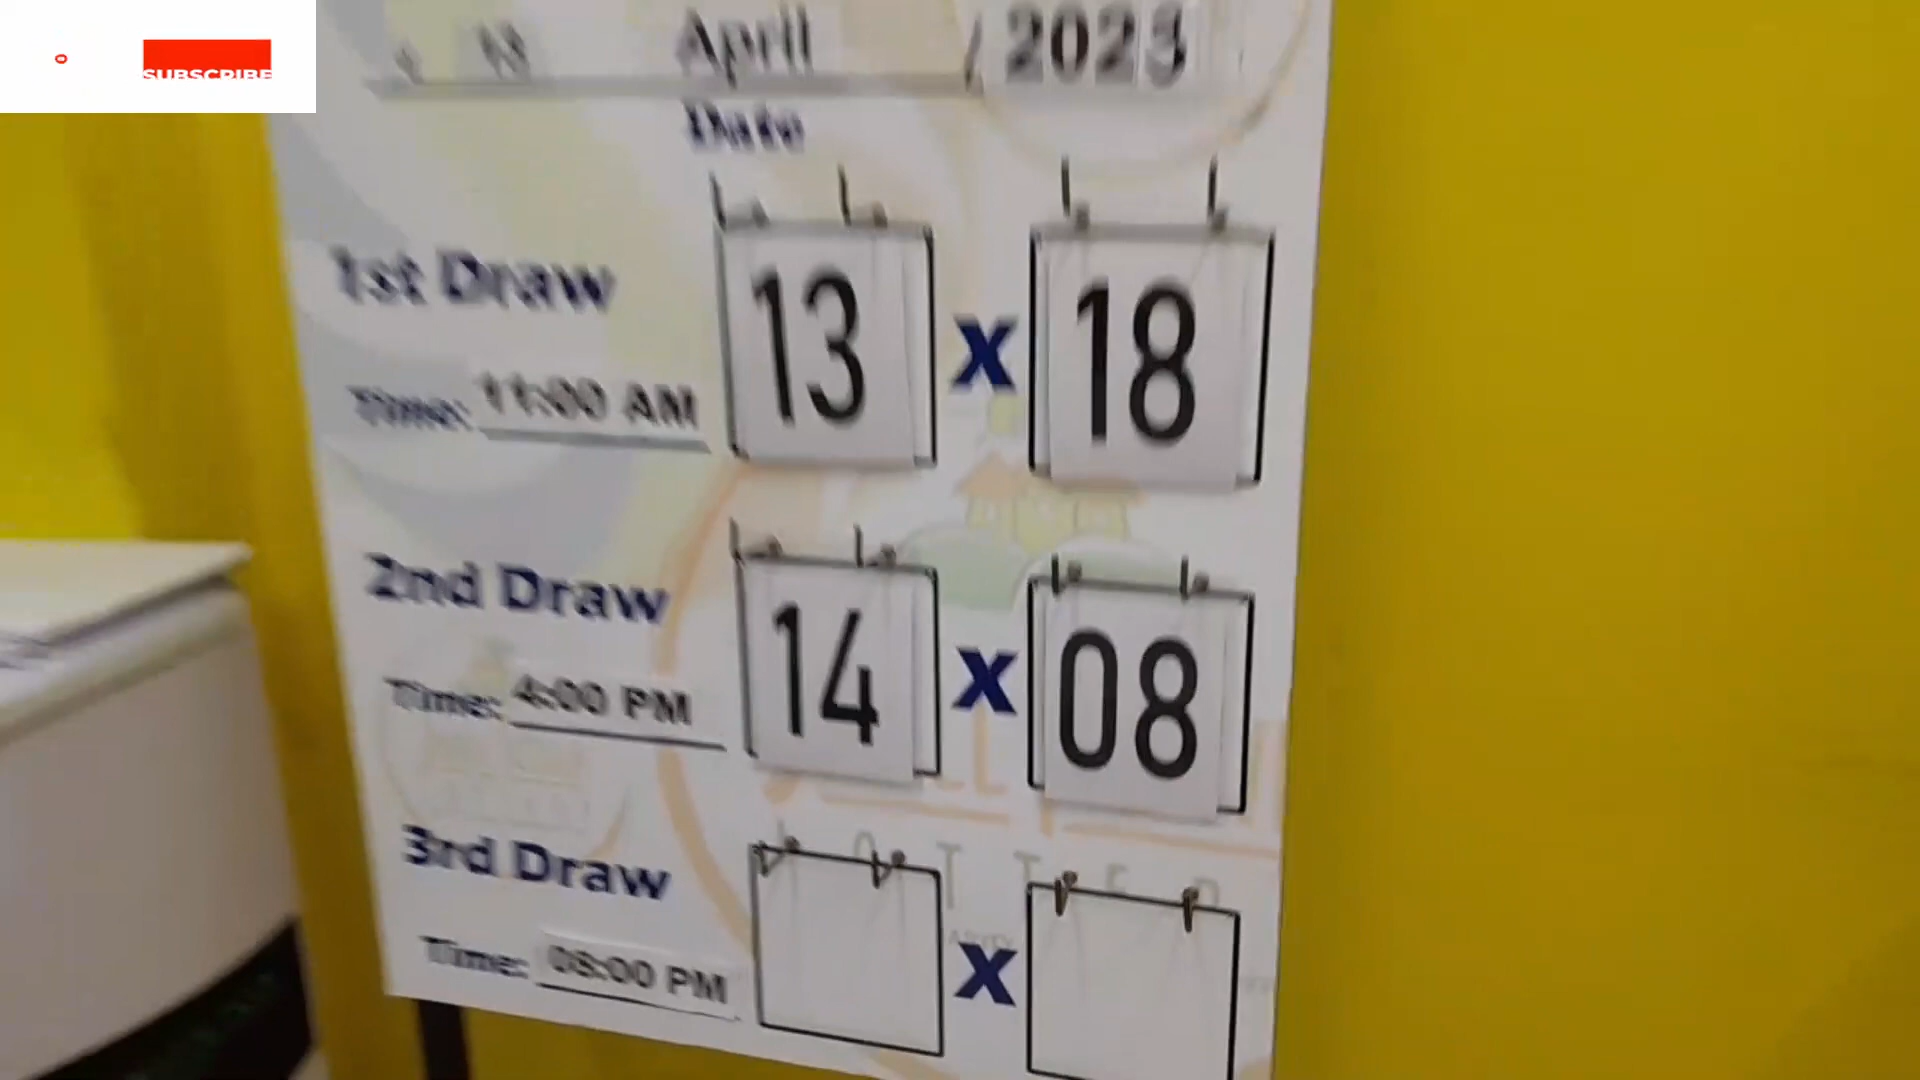 SUBSCRIBE
April / 2023
Date
1st Draw
13 x 18
Time: 11:00 AM
2nd Draw
14 x 08
Time: 4:00 PM
3rd Draw
x
Time: 08:00 PM